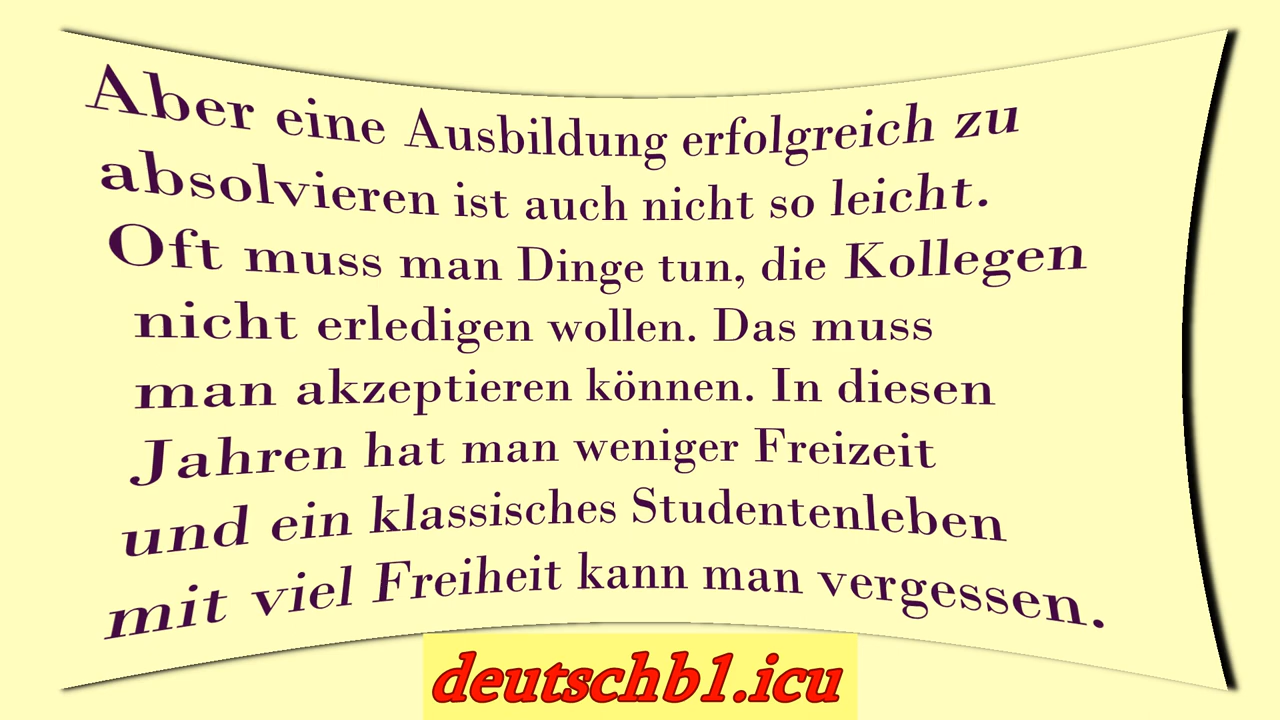 Aber eine Ausbildung erfolgreich zu
absolvieren ist auch nicht so leicht.
Oft muss man Dinge tun, die Kollegen
nicht erledigen wollen. Das muss
man akzeptieren können. In diesen
Jahren hat man weniger Freizeit
und ein klassisches Studentenleben
mit viel Freiheit kann man vergessen.
deutschb1.icu